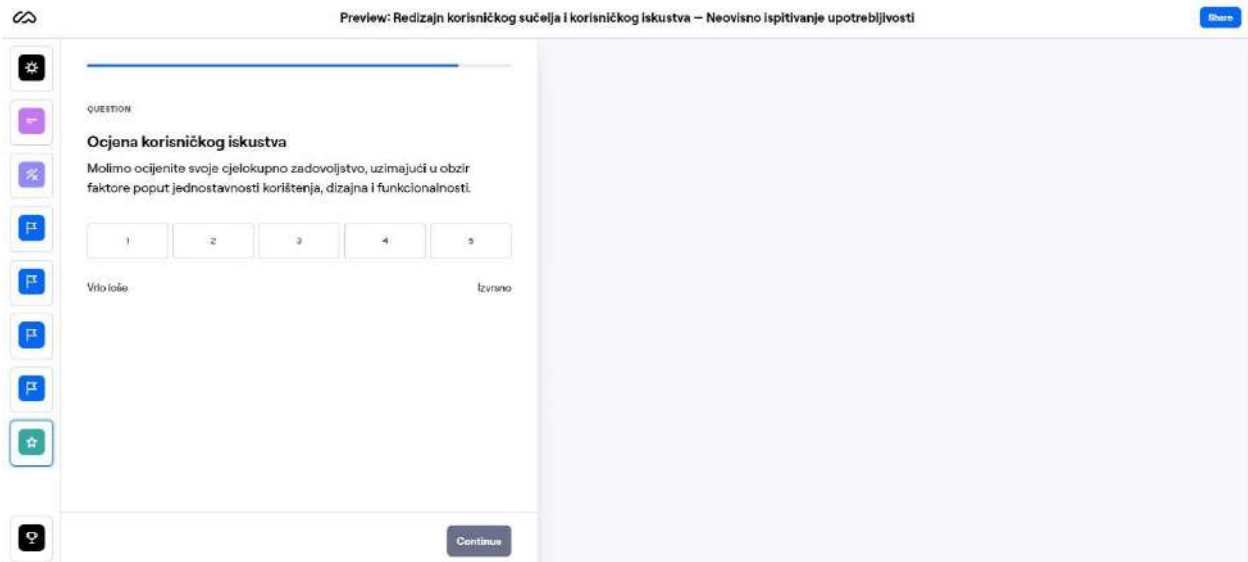 Preview: Redizajn korisničkog sučelja i korisničkog iskustva — Neovisno ispitivanje upotrebljivosti
Share
QUESTION
Ocjena korisničkog iskustva
Molimo ocijenite svoje cjelokupno zadovoljstvo, uzimajući u obzir
faktore poput jednostavnosti korištenja, dizajna i funkcionalnosti.
1 2 3 4 5
Vrlo loše Izvrsno
Continue